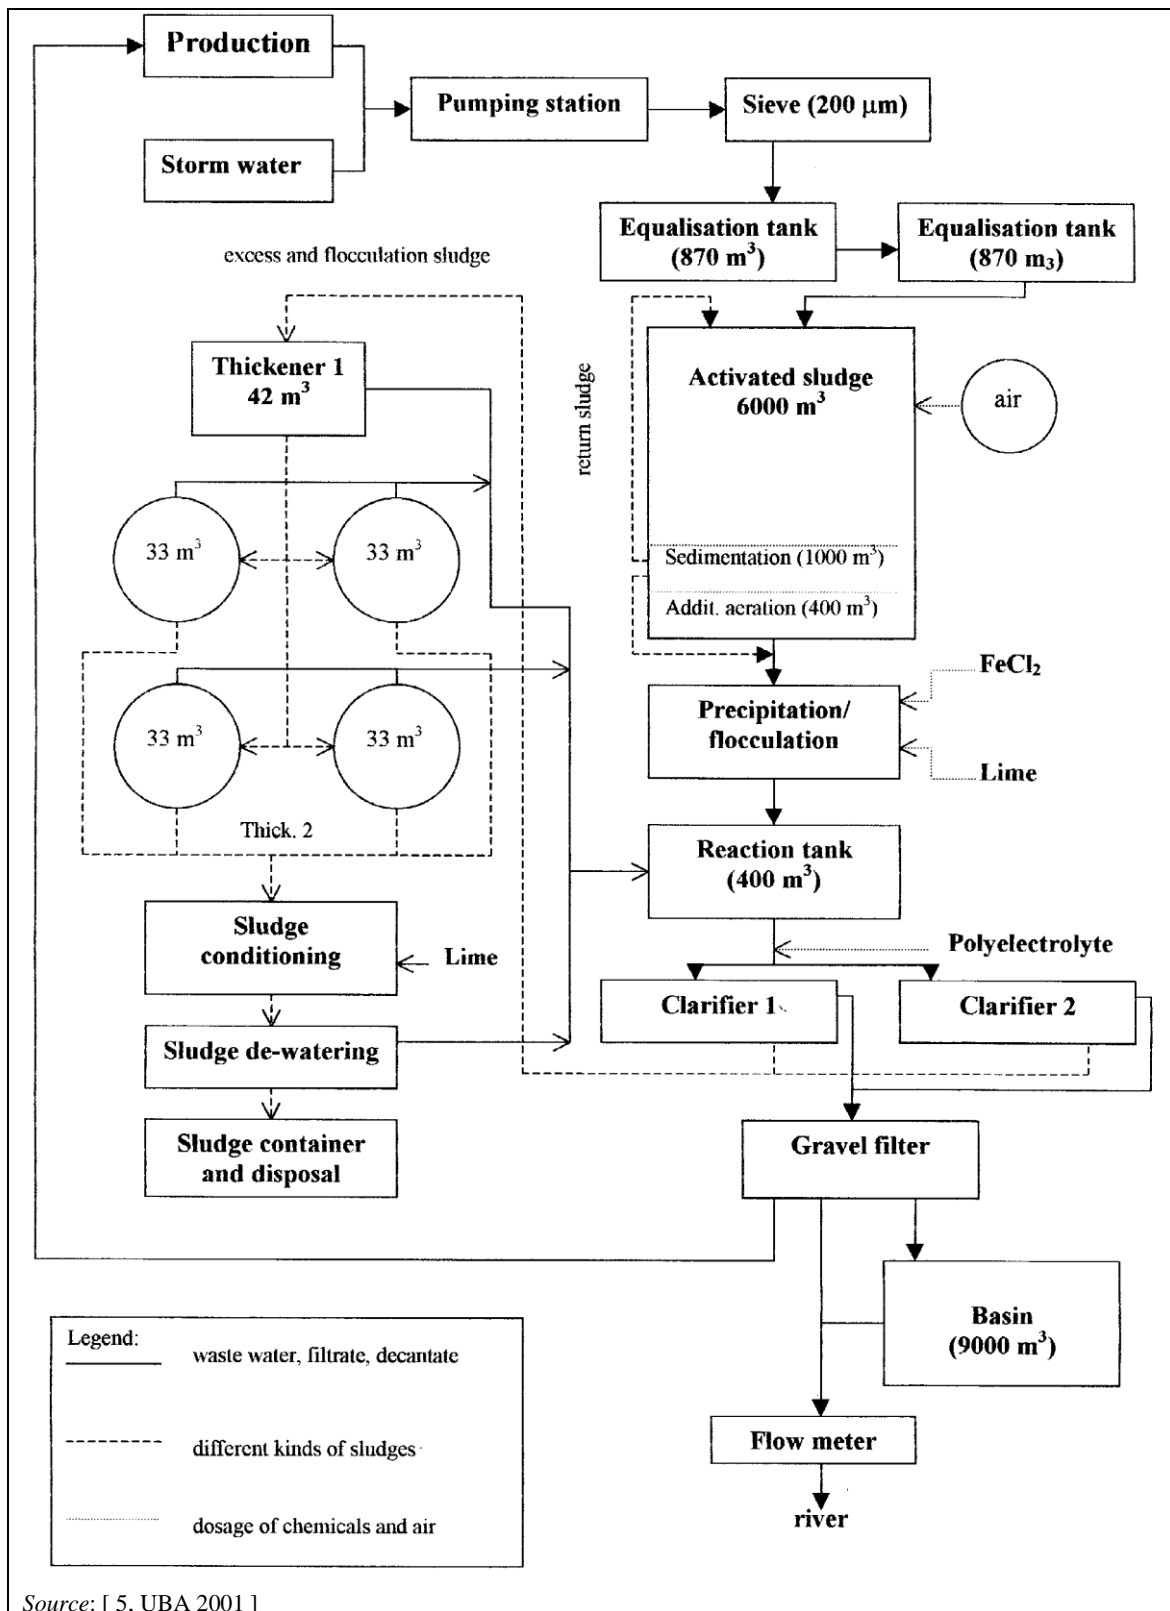 Production
Pumping station
Sieve (200 μm)
Storm water
Equalisation tank
(870 m³)
Equalisation tank
(870 m₃)
excess and flocculation sludge
Thickener 1
42 m³
return sludge
Activated sludge
6000 m³
air
33 m³
33 m³
Sedimentation (1000 m³)
Addit. aeration (400 m³)
FeCl₂
Precipitation/
flocculation
33 m³
33 m³
Lime
Thick. 2
Reaction tank
(400 m³)
Sludge
conditioning
Lime
Polyelectrolyte
Clarifier 1
Clarifier 2
Sludge de-watering
Sludge container
and disposal
Gravel filter
Basin
(9000 m³)
Legend:
waste water, filtrate, decantate
different kinds of sludges
dosage of chemicals and air
Flow meter
river
Source: [ 5, UBA 2001 ]